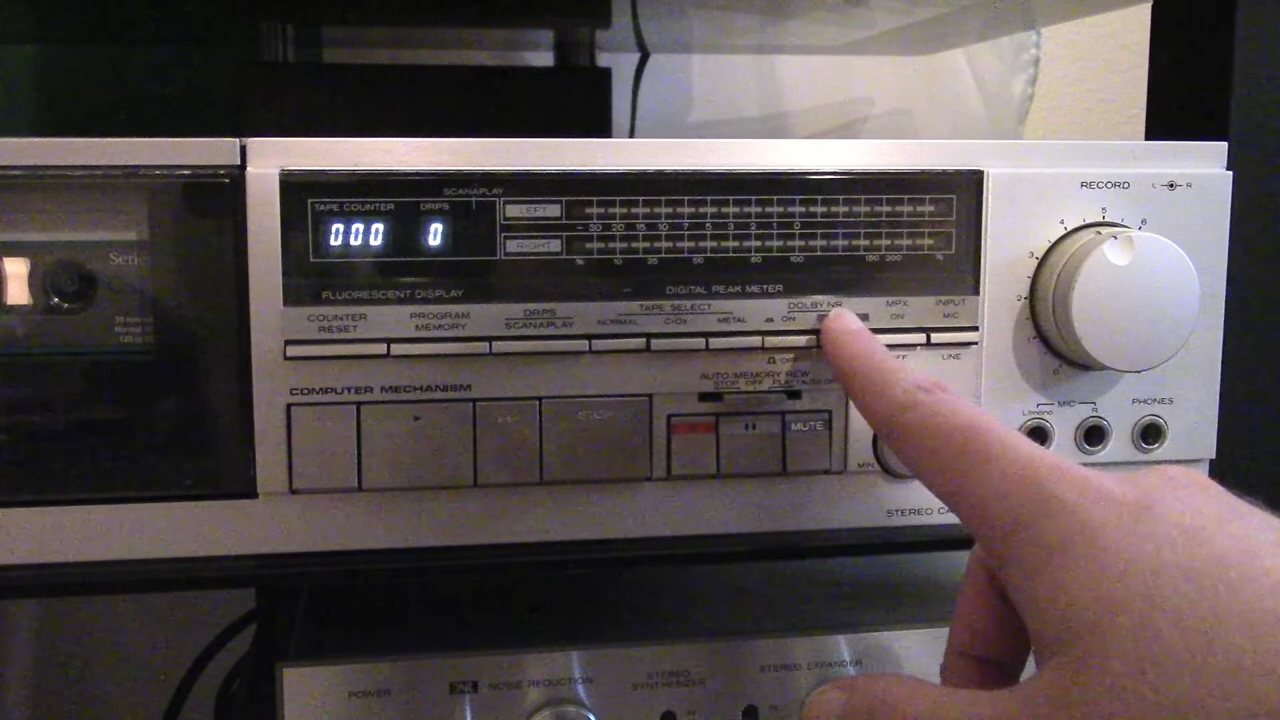 SCANAPLAY
TAPE COUNTER DRPS
000 0
LEFT
- 30 20 15 10 7 5 3 2 1 0
RIGHT
% 10 25 50 80 100 150 200 %
FLUORESCENT DISPLAY
DIGITAL PEAK METER
COUNTER RESET
PROGRAM MEMORY
DRPS
SCANAPLAY
TAPE SELECT
NORMAL CrO₂ METAL
DOLBY NR
ON
OFF
MPX
ON
INPUT
MIC
LINE
RECORD L R
0 1 2 3 4 5 6
COMPUTER MECHANISM
AUTO/MEMORY REW
STOP OFF PLAY
MUTE
MIN
MIC
L/mono R
PHONES
STEREO
POWER
NOISE REDUCTION
STEREO SYNTHESIZER
STEREO EXPANDER